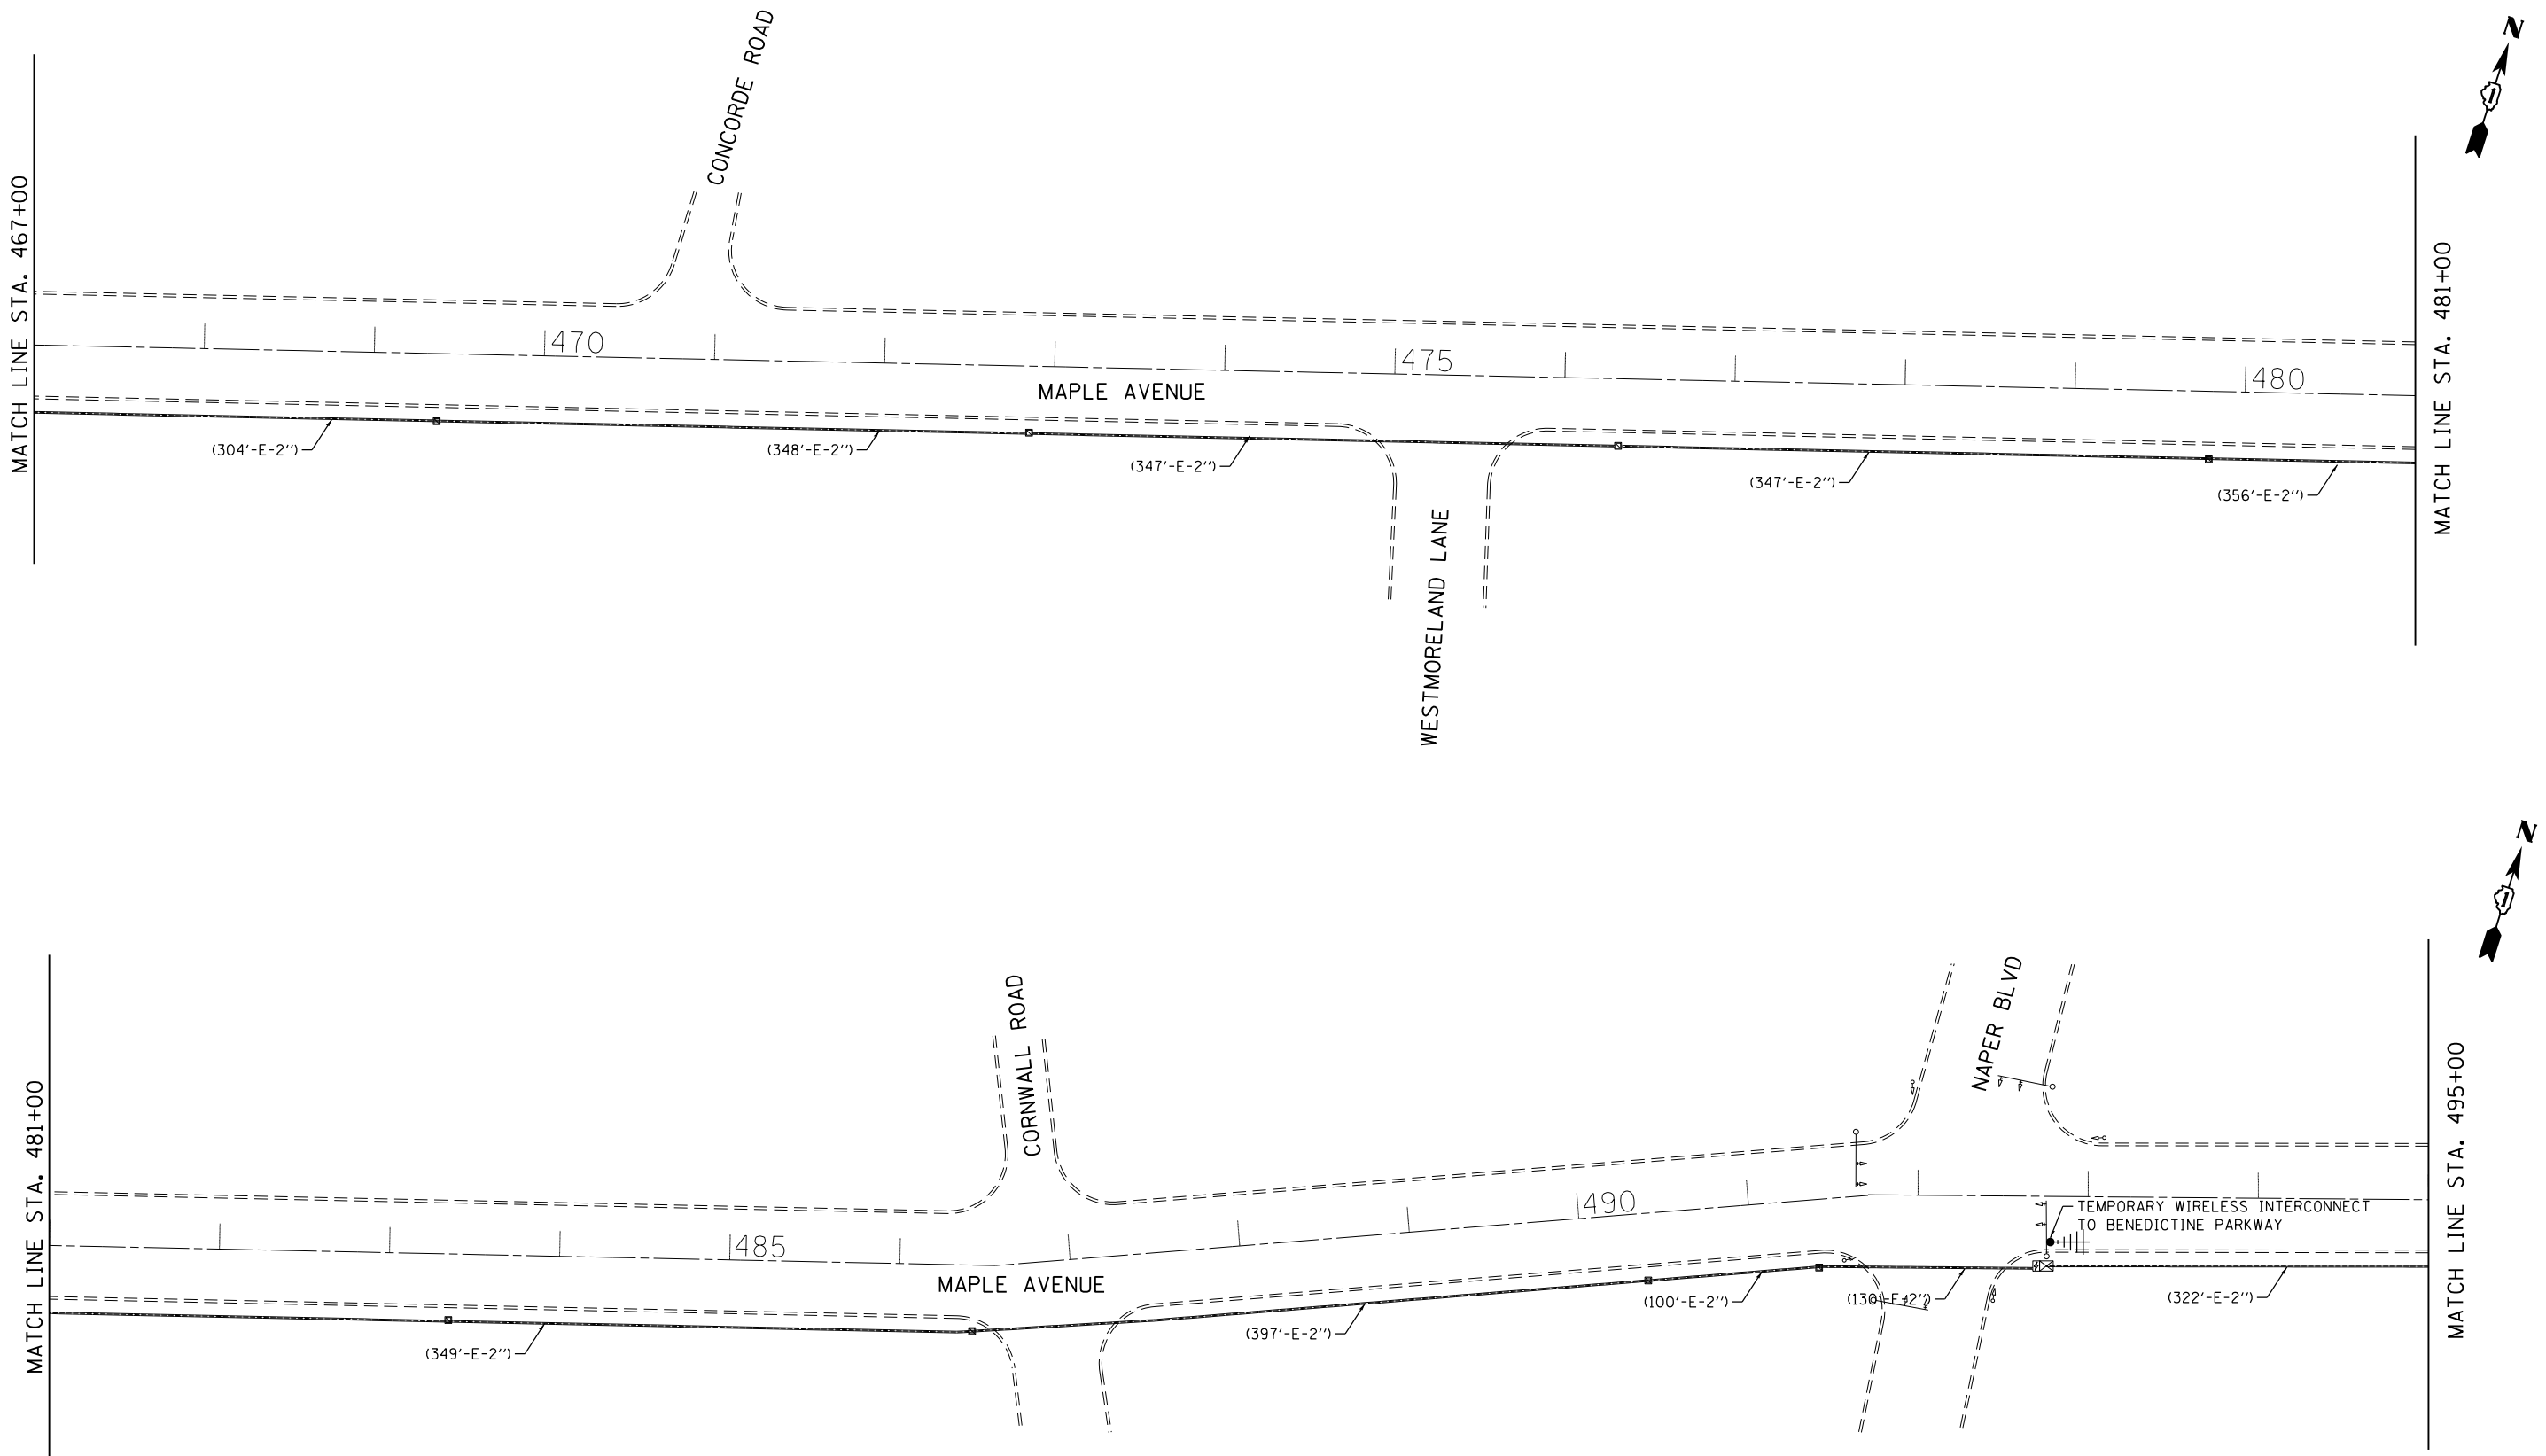 N
CONCORDE ROAD
MATCH LINE STA. 467+00
470
475
480
MAPLE AVENUE
(304'-E-2'')
(348'-E-2'')
(347'-E-2'')
(347'-E-2'')
(356'-E-2'')
WESTMORELAND LANE
MATCH LINE STA. 481+00
N
MATCH LINE STA. 481+00
CORNWALL ROAD
NAPER BLVD
485
490
MAPLE AVENUE
TEMPORARY WIRELESS INTERCONNECT
TO BENEDICTINE PARKWAY
(349'-E-2'')
(397'-E-2'')
(100'-E-2'')
(130'-E-2'')
(322'-E-2'')
MATCH LINE STA. 495+00